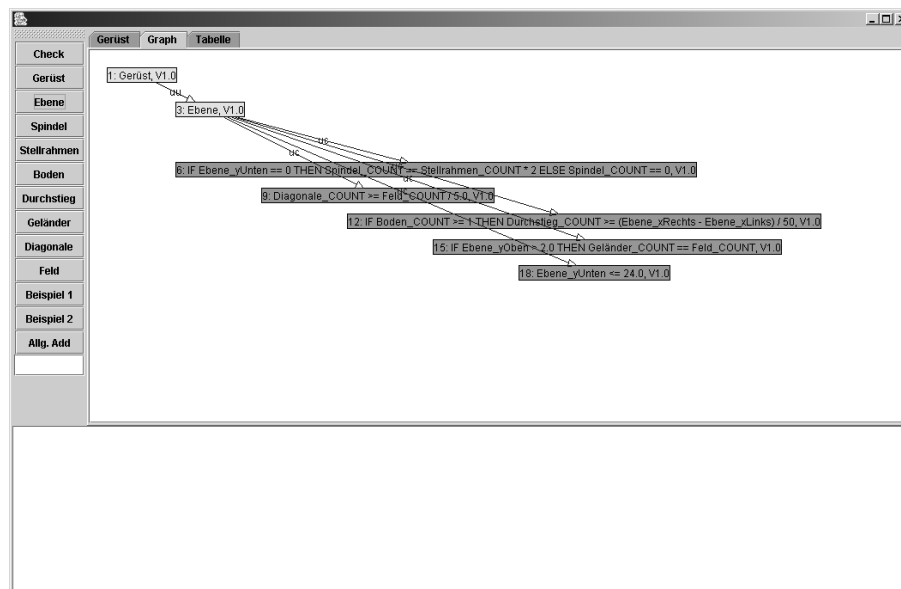 Gerüst Graph Tabelle
Check
Gerüst
Ebene
Spindel
Stellrahmen
Boden
Durchstieg
Geländer
Diagonale
Feld
Beispiel 1
Beispiel 2
Allg. Add
1: Gerüst, V1.0
uu
3: Ebene, V1.0
uc
uc
uc
6: IF Ebene_yUnten == 0 THEN Spindel_COUNT == Stellrahmen_COUNT * 2 ELSE Spindel_COUNT == 0, V1.0
uc
uc
9: Diagonale_COUNT >= Feld_COUNT / 5.0, V1.0
12: IF Boden_COUNT >= 1 THEN Durchstieg_COUNT >= (Ebene_xRechts - Ebene_xLinks) / 50, V1.0
15: IF Ebene_yOben > 2.0 THEN Geländer_COUNT == Feld_COUNT, V1.0
18: Ebene_yUnten <= 24.0, V1.0